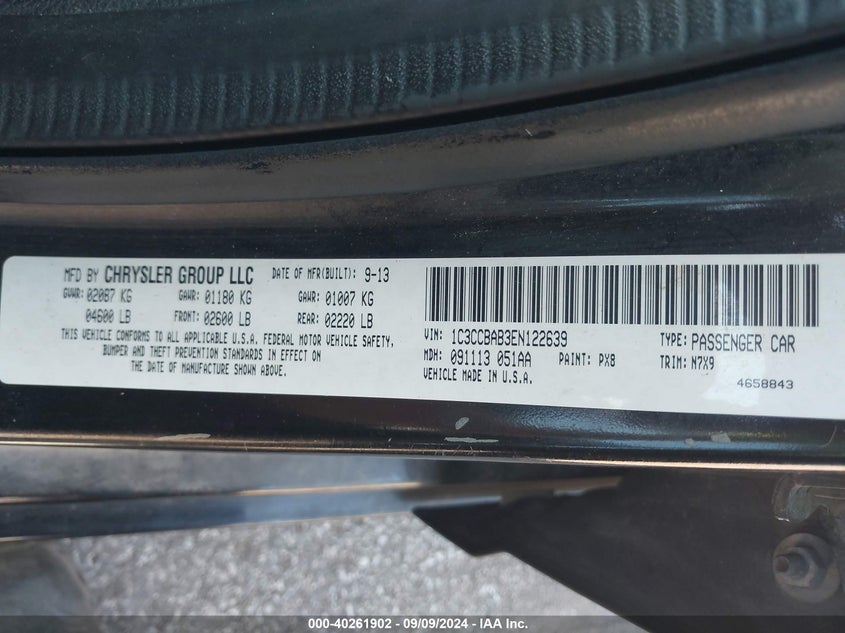 MFD BY CHRYSLER GROUP LLC DATE OF MFR(BUILT): 9-13
GVWR: 02087 KG GAWR: 01180 KG GAWR: 01007 KG
04600 LB FRONT: 02600 LB REAR: 02220 LB
THIS VEHICLE CONFORMS TO ALL APPLICABLE U.S.A. FEDERAL MOTOR VEHICLE SAFETY,
BUMPER AND THEFT PREVENTION STANDARDS IN EFFECT ON
THE DATE OF MANUFACTURE SHOWN ABOVE.
VIN: 1C3CCBAB3EN122639 TYPE: PASSENGER CAR
MDH: 091113 051AA PAINT: PX8 TRIM: N7X9
VEHICLE MADE IN U.S.A. 4658843
000-40261902 - 09/09/2024 - IAA Inc.